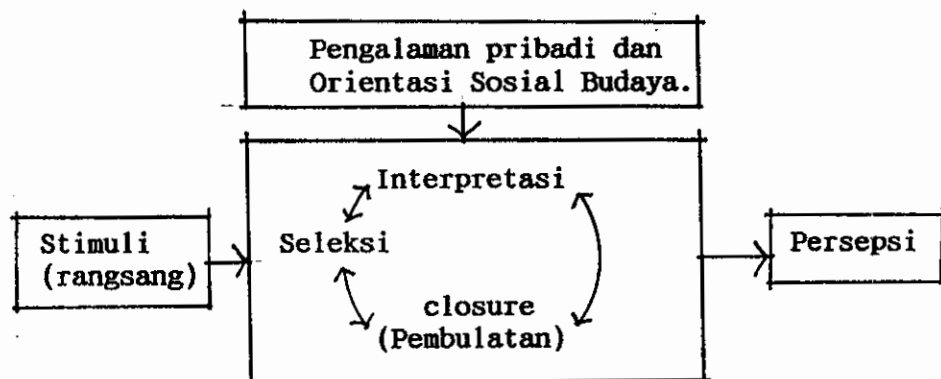 Pengalaman pribadi dan
Orientasi Sosial Budaya.
Interpretasi
Stimuli
(rangsang)
Seleksi
Persepsi
closure
(Pembulatan)